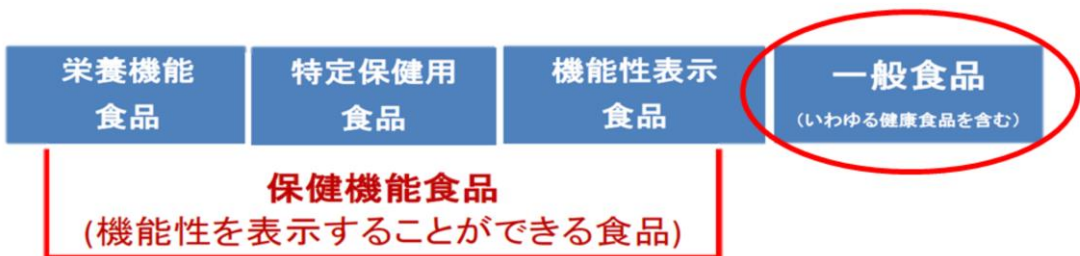 栄養機能
食品
特定保健用
食品
機能性表示
食品
一般食品
（いわゆる健康食品を含む）
保健機能食品
(機能性を表示することができる食品)